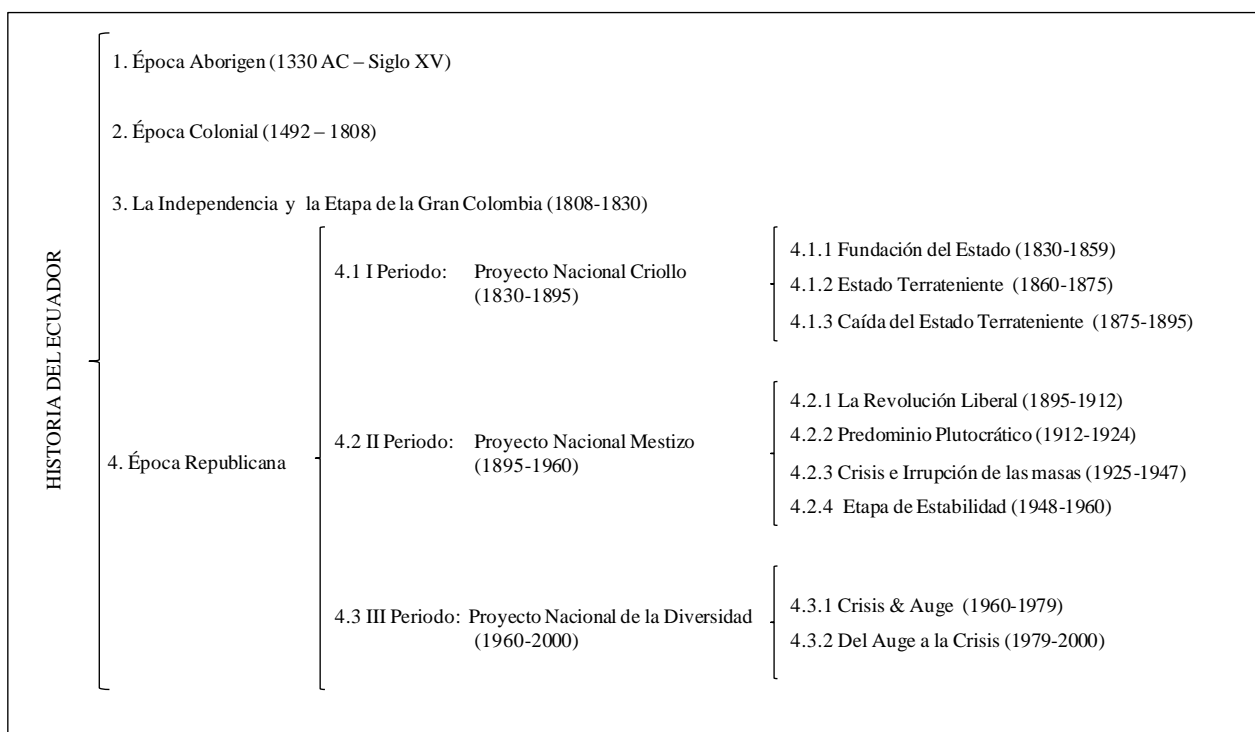 HISTORIA DEL ECUADOR
1. Época Aborigen (1330 AC – Siglo XV)
2. Época Colonial (1492 – 1808)
3. La Independencia y la Etapa de la Gran Colombia (1808-1830)
4. Época Republicana
4.1 I Periodo: Proyecto Nacional Criollo
(1830-1895)
4.1.1 Fundación del Estado (1830-1859)
4.1.2 Estado Terrateniente (1860-1875)
4.1.3 Caída del Estado Terrateniente (1875-1895)
4.2 II Periodo: Proyecto Nacional Mestizo
(1895-1960)
4.2.1 La Revolución Liberal (1895-1912)
4.2.2 Predominio Plutocrático (1912-1924)
4.2.3 Crisis e Irrupción de las masas (1925-1947)
4.2.4 Etapa de Estabilidad (1948-1960)
4.3 III Periodo: Proyecto Nacional de la Diversidad
(1960-2000)
4.3.1 Crisis & Auge (1960-1979)
4.3.2 Del Auge a la Crisis (1979-2000)